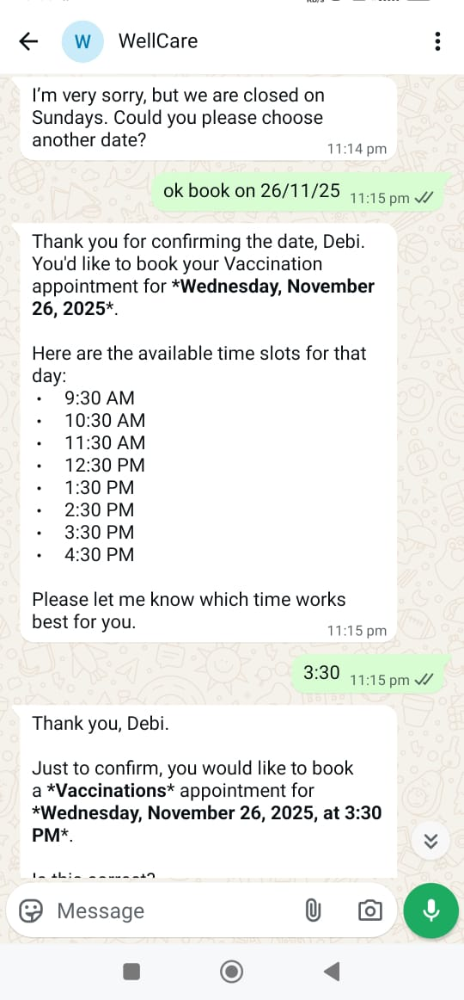 W WellCare
I'm very sorry, but we are closed on
Sundays. Could you please choose
another date?
11:14 pm
ok book on 26/11/25 11:15 pm
Thank you for confirming the date, Debi.
You'd like to book your Vaccination
appointment for *Wednesday, November
26, 2025*.
Here are the available time slots for that
day:
• 9:30 AM
• 10:30 AM
• 11:30 AM
• 12:30 PM
• 1:30 PM
• 2:30 PM
• 3:30 PM
• 4:30 PM
Please let me know which time works
best for you.
11:15 pm
3:30 11:15 pm
Thank you, Debi.
Just to confirm, you would like to book
a *Vaccinations* appointment for
*Wednesday, November 26, 2025, at 3:30
PM*.
Is this correct?
Message